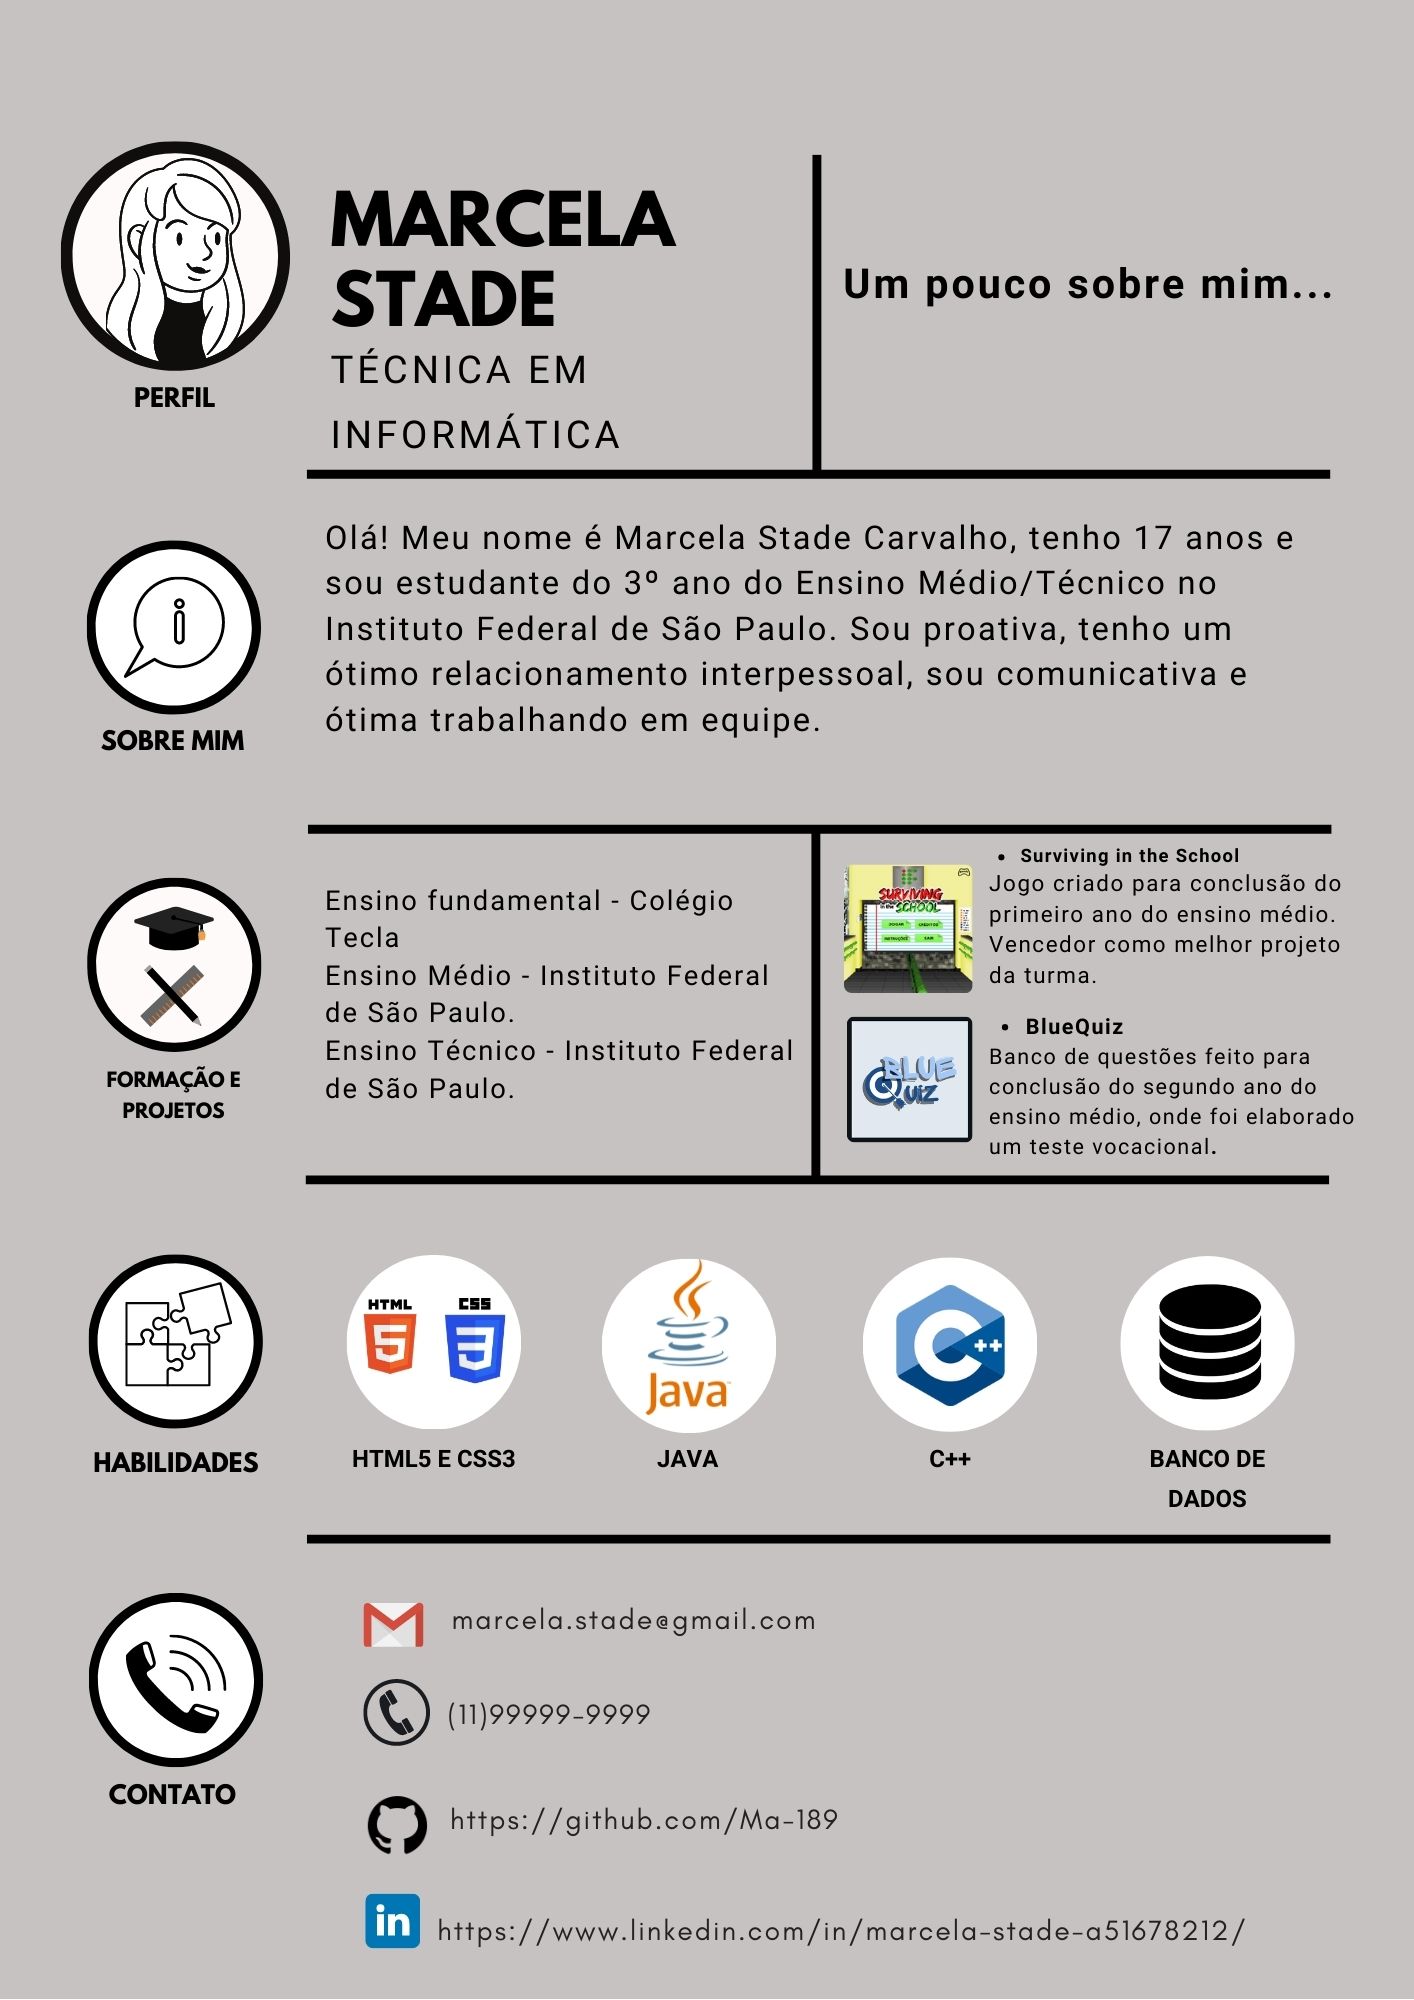 MARCELA
STADE
TÉCNICA EM
INFORMÁTICA
PERFIL
Um pouco sobre mim...
Olá! Meu nome é Marcela Stade Carvalho, tenho 17 anos e
sou estudante do 3º ano do Ensino Médio/Técnico no
Instituto Federal de São Paulo. Sou proativa, tenho um
ótimo relacionamento interpessoal, sou comunicativa e
ótima trabalhando em equipe.
SOBRE MIM
Ensino fundamental - Colégio
Tecla
Ensino Médio - Instituto Federal
de São Paulo.
Ensino Técnico - Instituto Federal
de São Paulo.
FORMAÇÃO E
PROJETOS
SURVIVING
in the SCHOOL
JOGAR CRÉDITOS
INSTRUÇÕES SAIR
• Surviving in the School
Jogo criado para conclusão do
primeiro ano do ensino médio.
Vencedor como melhor projeto
da turma.
BLUE
QUIZ
• BlueQuiz
Banco de questões feito para
conclusão do segundo ano do
ensino médio, onde foi elaborado
um teste vocacional.
HABILIDADES
HTML CSS
5 3
HTML5 E CSS3
Java
JAVA
C++
C++
BANCO DE
DADOS
CONTATO
marcela.stade@gmail.com
(11)99999-9999
https://github.com/Ma-189
in
https://www.linkedin.com/in/marcela-stade-a51678212/